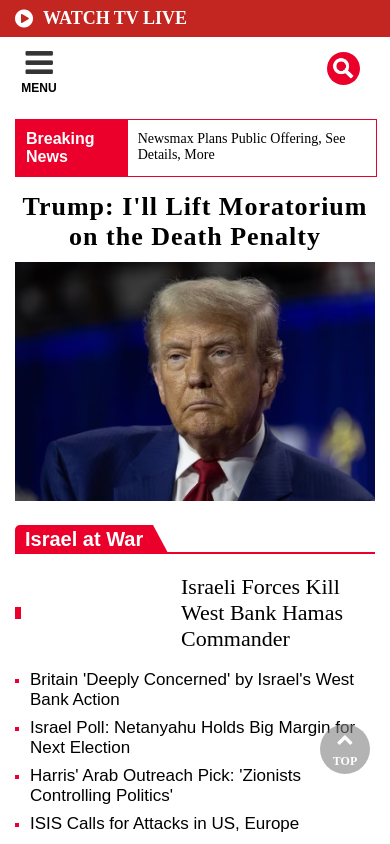 WATCH TV LIVE
MENU
Breaking
News
Newsmax Plans Public Offering, See
Details, More
Trump: I'll Lift Moratorium
on the Death Penalty
Israel at War
Israeli Forces Kill
West Bank Hamas
Commander
Britain 'Deeply Concerned' by Israel's West
Bank Action
Israel Poll: Netanyahu Holds Big Margin for
Next Election
TOP
Harris' Arab Outreach Pick: 'Zionists
Controlling Politics'
ISIS Calls for Attacks in US, Europe